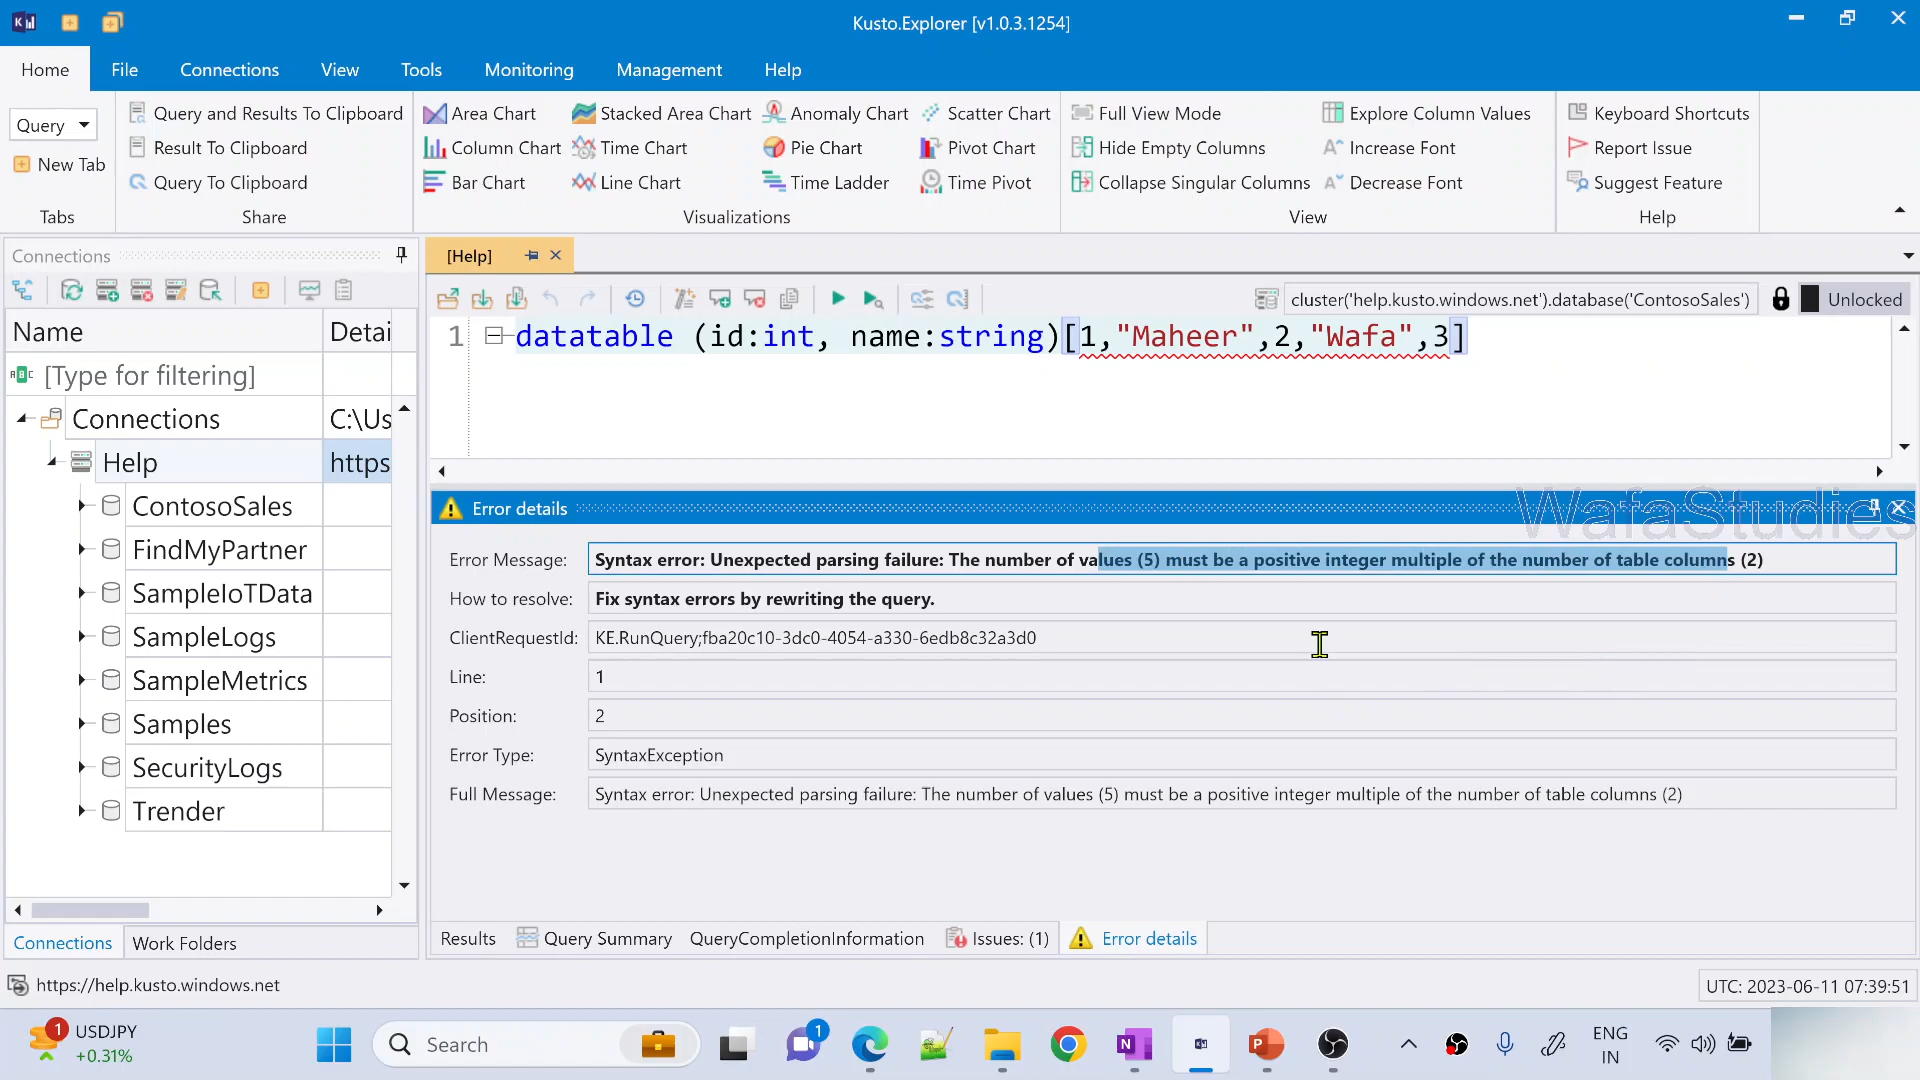 Kusto.Explorer [v1.0.3.1254]
Home File Connections View Tools Monitoring Management Help
Query
New Tab
Tabs
Query and Results To Clipboard
Result To Clipboard
Query To Clipboard
Share
Area Chart Stacked Area Chart Anomaly Chart Scatter Chart
Column Chart Time Chart Pie Chart Pivot Chart
Bar Chart Line Chart Time Ladder Time Pivot
Visualizations
Full View Mode Explore Column Values
Hide Empty Columns Increase Font
Collapse Singular Columns Decrease Font
View
Keyboard Shortcuts
Report Issue
Suggest Feature
Help
Connections
Name Detai
[Type for filtering]
Connections C:\Us
Help https
ContosoSales
FindMyPartner
SampleIoTData
SampleLogs
SampleMetrics
Samples
SecurityLogs
Trender
Connections Work Folders
[Help]
cluster('help.kusto.windows.net').database('ContosoSales') Unlocked
1 datatable (id:int, name:string)[1,"Maheer",2,"Wafa",3]
WafaStudies
Error details
Error Message: Syntax error: Unexpected parsing failure: The number of values (5) must be a positive integer multiple of the number of table columns (2)
How to resolve: Fix syntax errors by rewriting the query.
ClientRequestId: KE.RunQuery;fba20c10-3dc0-4054-a330-6edb8c32a3d0
Line: 1
Position: 2
Error Type: SyntaxException
Full Message: Syntax error: Unexpected parsing failure: The number of values (5) must be a positive integer multiple of the number of table columns (2)
Results Query Summary QueryCompletionInformation Issues: (1) Error details
https://help.kusto.windows.net UTC: 2023-06-11 07:39:51
1 USDJPY
+0.31%
Search
1
ENG
IN